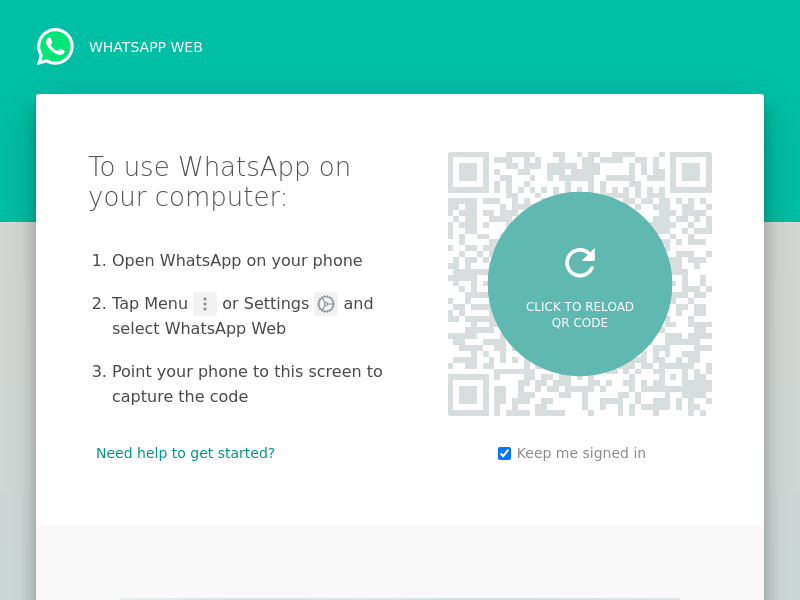 WHATSAPP WEB
To use WhatsApp on
your computer:
1. Open WhatsApp on your phone
2. Tap Menu or Settings and
select WhatsApp Web
3. Point your phone to this screen to
capture the code
CLICK TO RELOAD
QR CODE
Need help to get started?
Keep me signed in